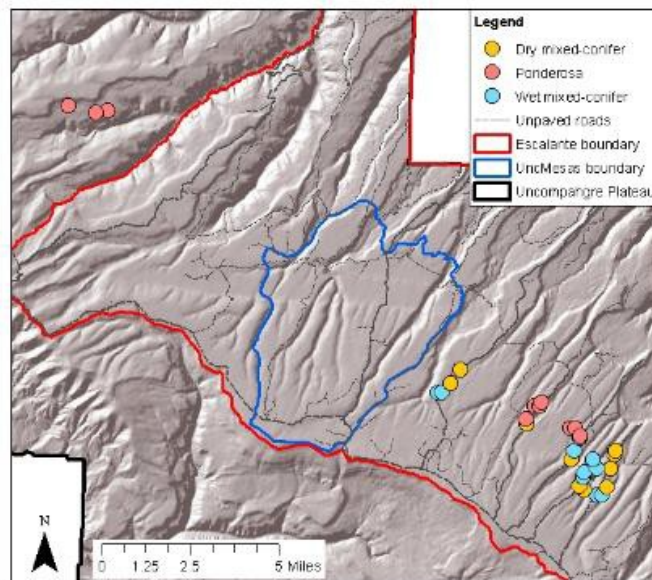 Legend
Dry mixed-conifer
Ponderosa
Wet mixed-conifer
Unpaved roads
Escalante boundary
UncMesas boundary
Uncompahgre Plateau
N
0 1.25 2.5 5 Miles